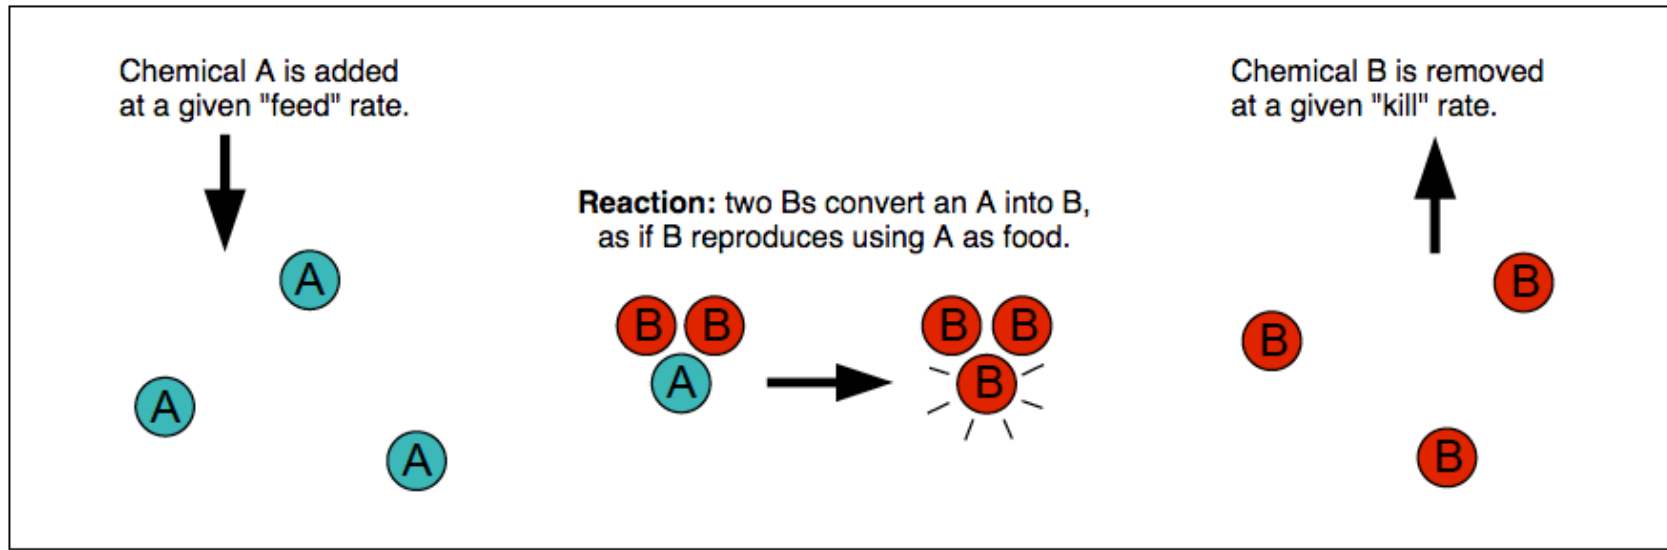 Chemical A is added
at a given "feed" rate.
A
A
A
Reaction: two Bs convert an A into B,
as if B reproduces using A as food.
B B
A
B B
B
Chemical B is removed
at a given "kill" rate.
B
B
B